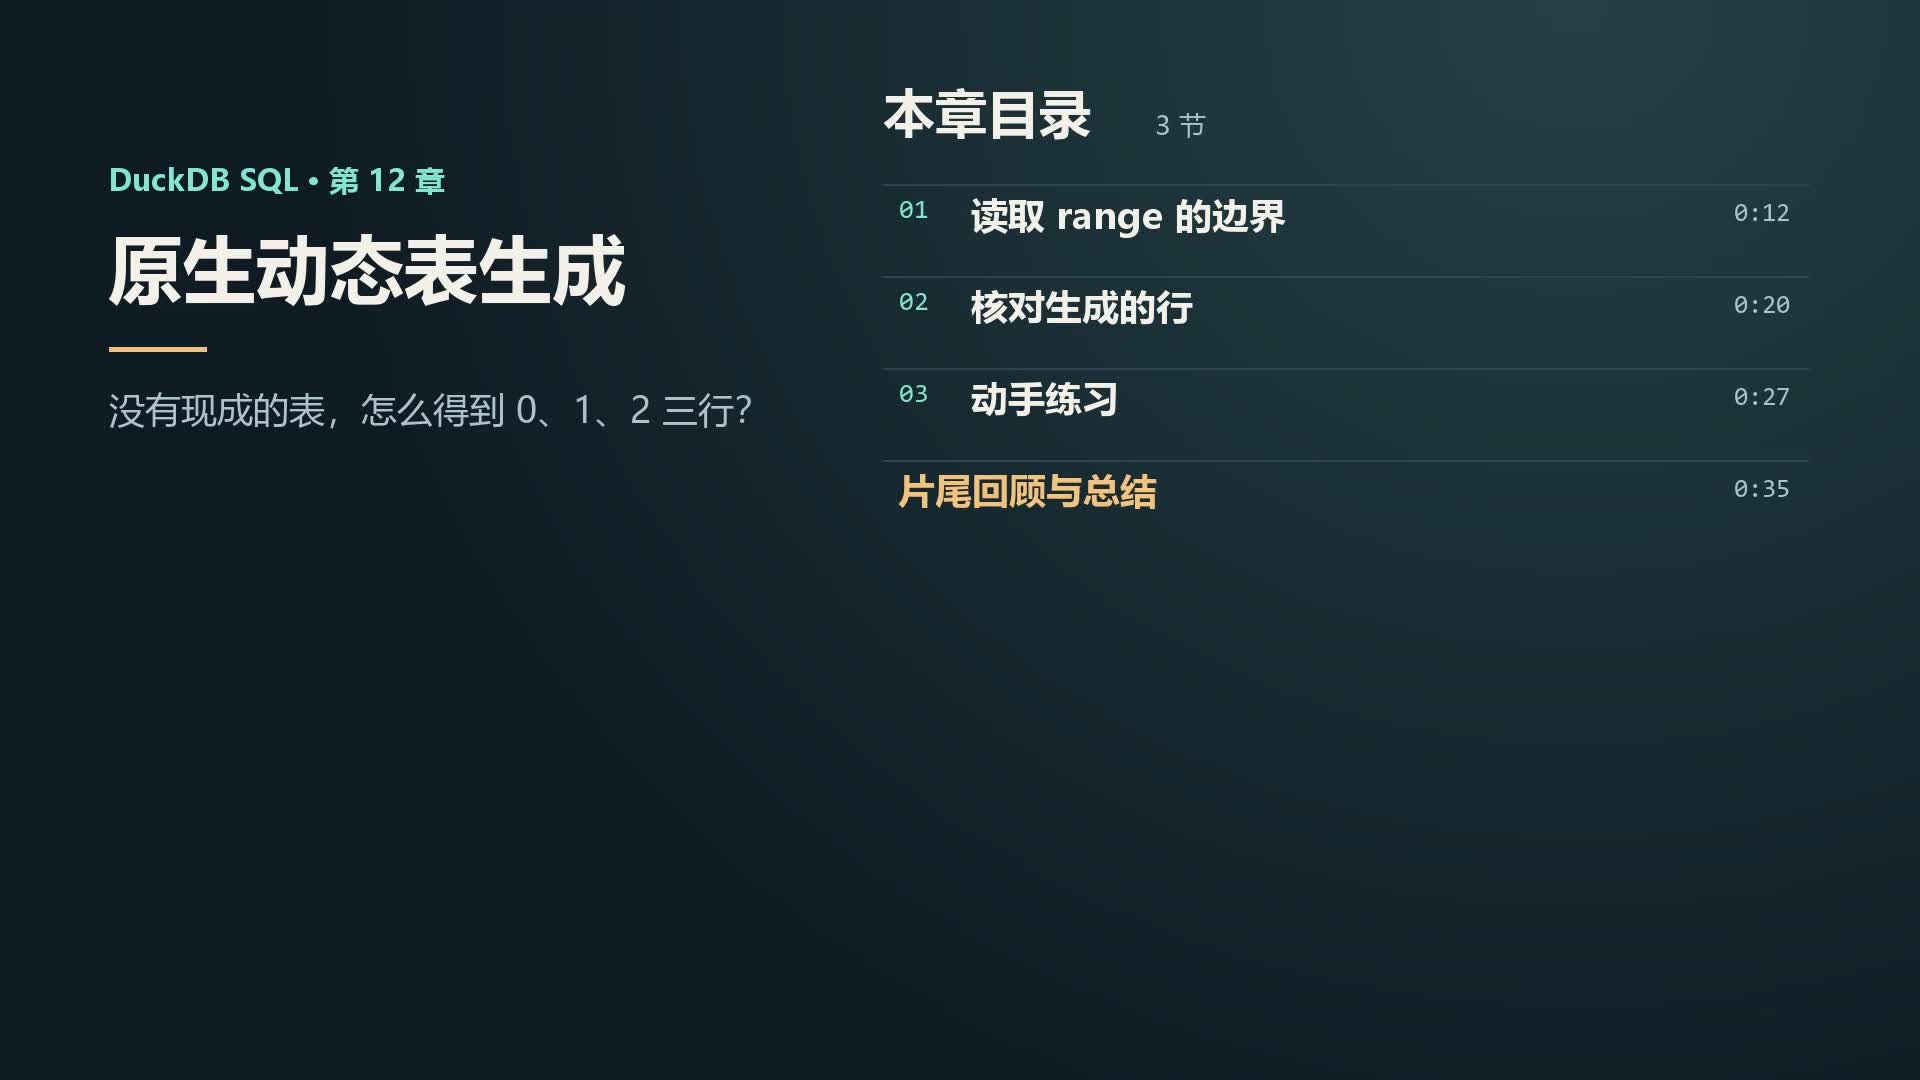 DuckDB SQL • 第 12 章
原生动态表生成
没有现成的表，怎么得到 0、1、2 三行？
本章目录 3 节
01 读取 range 的边界 0:12
02 核对生成的行 0:20
03 动手练习 0:27
片尾回顾与总结 0:35